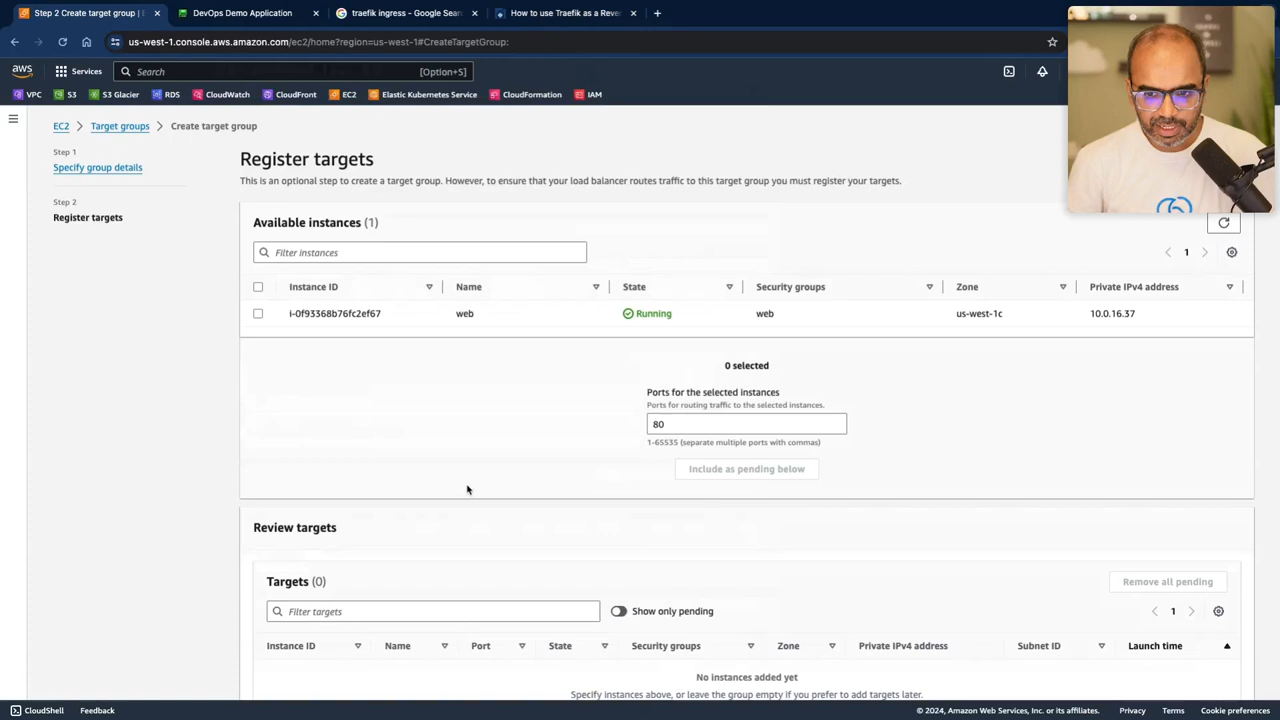 Step 2 Create target group |
DevOps Demo Application
traefik ingress - Google Sear
How to use Traefik as a Rever
us-west-1.console.aws.amazon.com/ec2/home?region=us-west-1#CreateTargetGroup:
aws
Services
Search
[Option+S]
VPC
S3
S3 Glacier
RDS
CloudWatch
CloudFront
EC2
Elastic Kubernetes Service
CloudFormation
IAM
EC2 > Target groups > Create target group
Step 1
Specify group details
Step 2
Register targets
Register targets
This is an optional step to create a target group. However, to ensure that your load balancer routes traffic to this target group you must register your targets.
Available instances (1)
Filter instances
1
Instance ID
Name
State
Security groups
Zone
Private IPv4 address
i-0f93368b76fc2ef67
web
Running
web
us-west-1c
10.0.16.37
0 selected
Ports for the selected instances
Ports for routing traffic to the selected instances.
80
1-65535 (separate multiple ports with commas)
Include as pending below
Review targets
Targets (0)
Remove all pending
Filter targets
Show only pending
1
Instance ID
Name
Port
State
Security groups
Zone
Private IPv4 address
Subnet ID
Launch time
No instances added yet
Specify instances above, or leave the group empty if you prefer to add targets later.
CloudShell
Feedback
© 2024, Amazon Web Services, Inc. or its affiliates.
Privacy
Terms
Cookie preferences